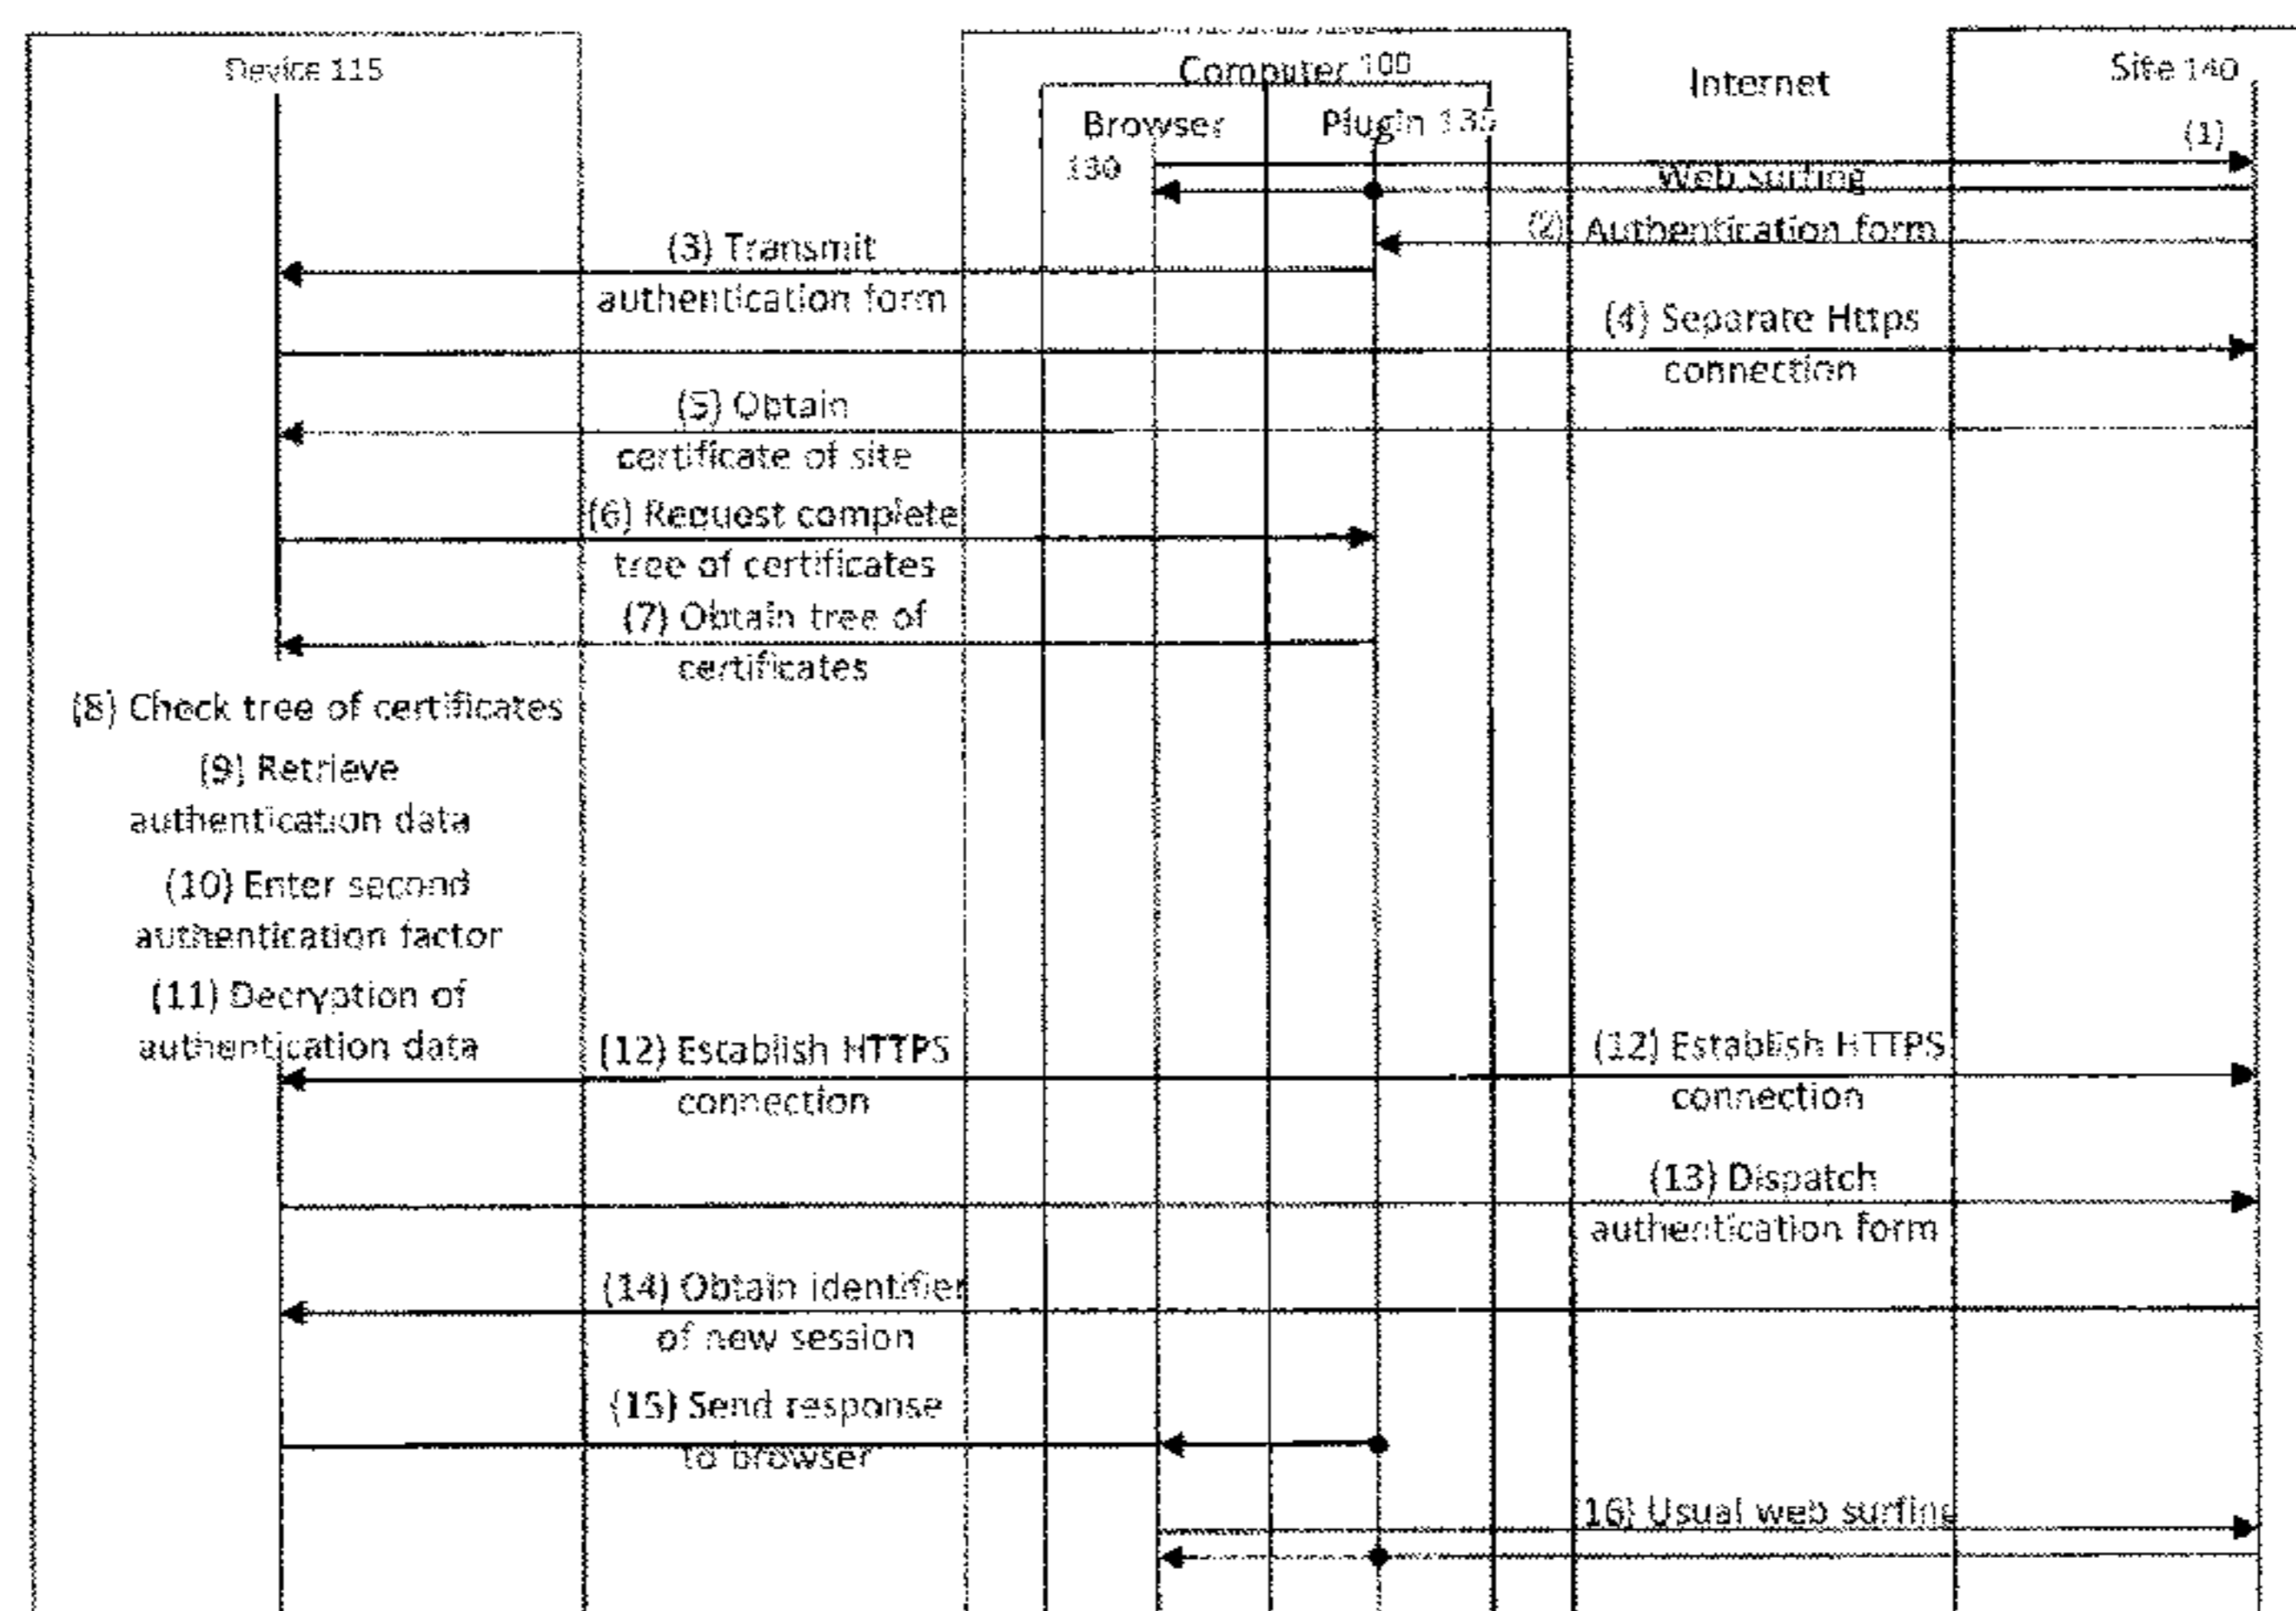 Device 115
Computer 100
Internet
Site 140
Browser
130
Plugin 135
(1)
Web surfing
(2) Authentication form
(3) Transmit
authentication form
(4) Separate Https
connection
(5) Obtain
certificate of site
(6) Request complete
tree of certificates
(7) Obtain tree of
certificates
(8) Check tree of certificates
(9) Retrieve
authentication data
(10) Enter second
authentication factor
(11) Decryption of
authentication data
(12) Establish HTTPS
connection
(12) Establish HTTPS
connection
(13) Dispatch
authentication form
(14) Obtain identifier
of new session
(15) Send response
to browser
16) Usual web surfing